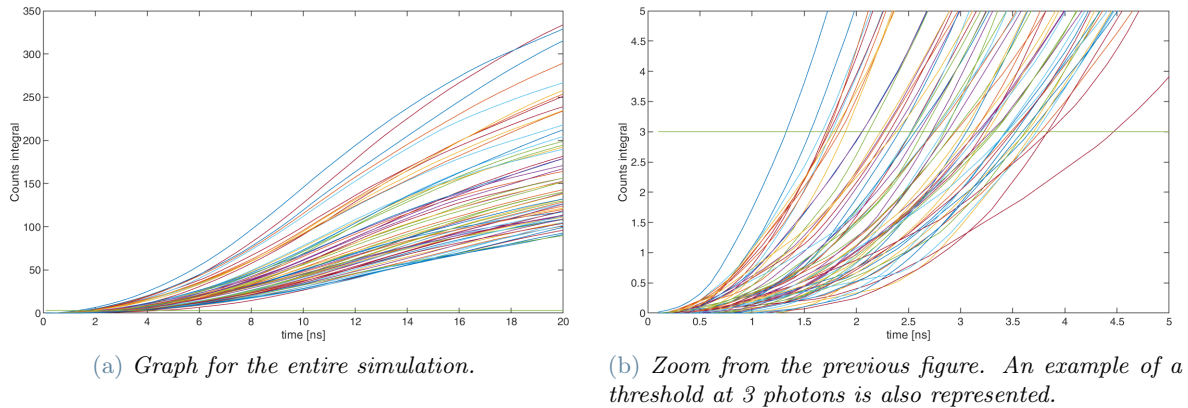 350
300
250
200
150
100
50
0
Counts integral
0 2 4 6 8 10 12 14 16 18 20
time [ns]
(a) Graph for the entire simulation.
5
4.5
4
3.5
3
2.5
2
1.5
1
0.5
0
Counts integral
0 0.5 1 1.5 2 2.5 3 3.5 4 4.5 5
time [ns]
(b) Zoom from the previous figure. An example of a
threshold at 3 photons is also represented.